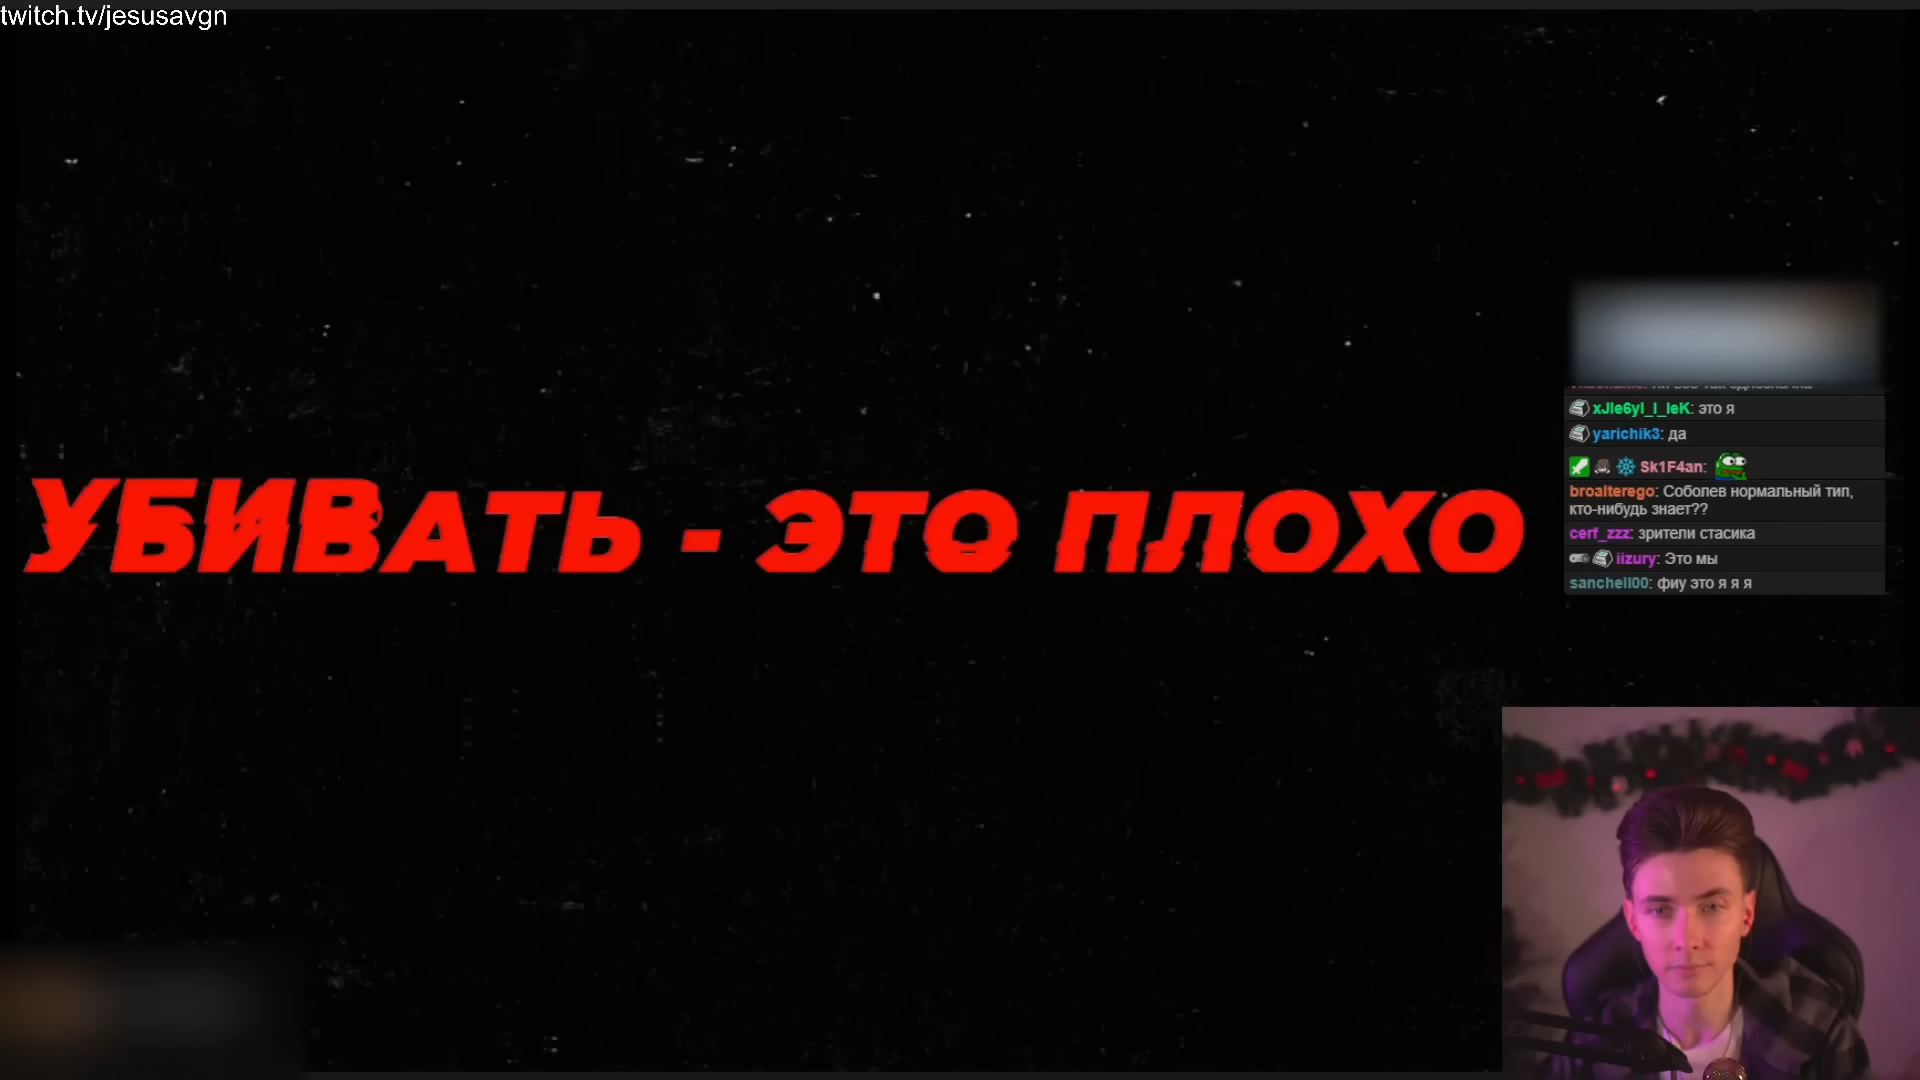 twitch.tv/jesusavgn
УБИВАТЬ - ЭТО ПЛОХО
xJle6yI_I_IeK: это я
yarichik3: да
Sk1F4an:
broalterego: Соболев нормальный тип,
кто-нибудь знает??
cerf_zzz: зрители стасика
iizury: Это мы
sanchell00: фиу это я я я